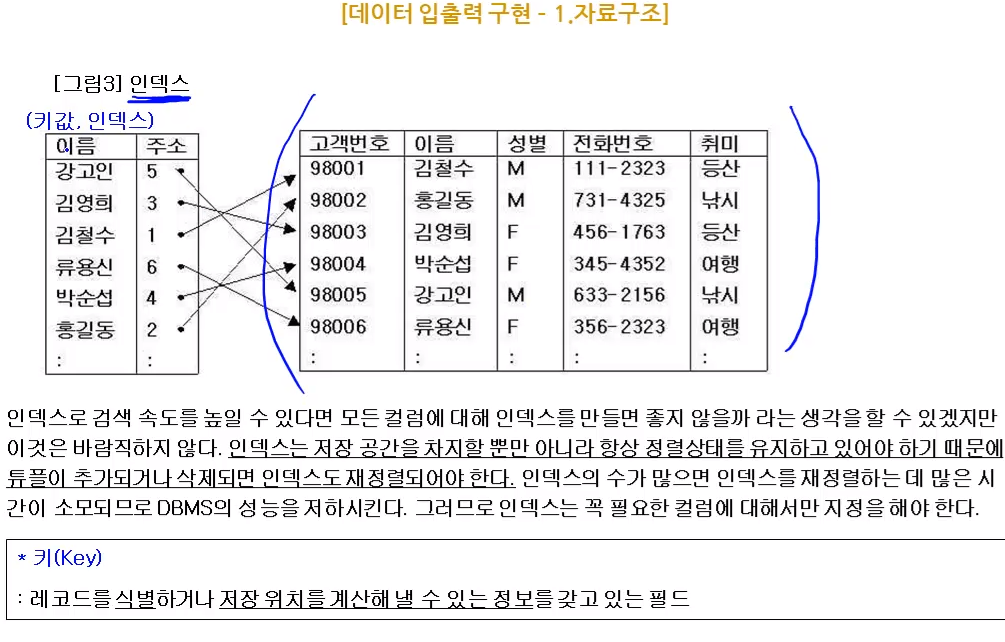 [데이터 입출력 구현 - 1.자료구조]
[그림3] 인덱스
(키값, 인덱스)
이름 주소
강고인 5
김영희 3
김철수 1
류용신 6
박순섭 4
홍길동 2
: :
고객번호 이름 성별 전화번호 취미
98001 김철수 M 111-2323 등산
98002 홍길동 M 731-4325 낚시
98003 김영희 F 456-1763 등산
98004 박순섭 F 345-4352 여행
98005 강고인 M 633-2156 낚시
98006 류용신 F 356-2323 여행
: : : : :
인덱스로 검색 속도를 높일 수 있다면 모든 컬럼에 대해 인덱스를 만들면 좋지 않을까 라는 생각을 할 수 있겠지만
이것은 바람직하지 않다. 인덱스는 저장 공간을 차지할 뿐만 아니라 항상 정렬상태를 유지하고 있어야 하기 때문에
튜플이 추가되거나 삭제되면 인덱스도 재정렬되어야 한다. 인덱스의 수가 많으면 인덱스를 재정렬하는 데 많은 시
간이 소모되므로 DBMS의 성능을 저하시킨다. 그러므로 인덱스는 꼭 필요한 컬럼에 대해서만 지정을 해야 한다.
* 키(Key)
: 레코드를 식별하거나 저장 위치를 계산해 낼 수 있는 정보를 갖고 있는 필드